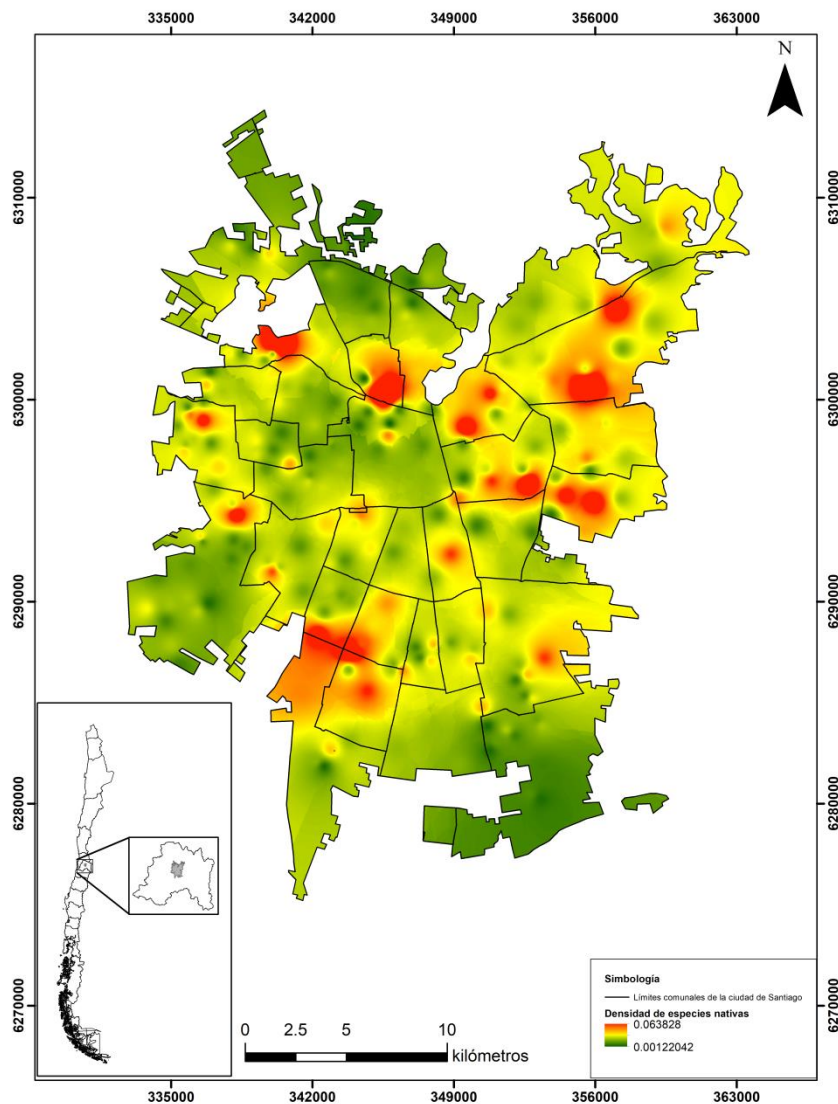 335000 342000 349000 356000 363000
N
6310000 6310000
6300000 6300000
6290000 6290000
6280000 6280000
6270000 6270000
0 2.5 5 10
kilómetros
Simbología
Límites comunales de la ciudad de Santiago
Densidad de especies nativas
0.063828
0.00122042
335000 342000 349000 356000 363000